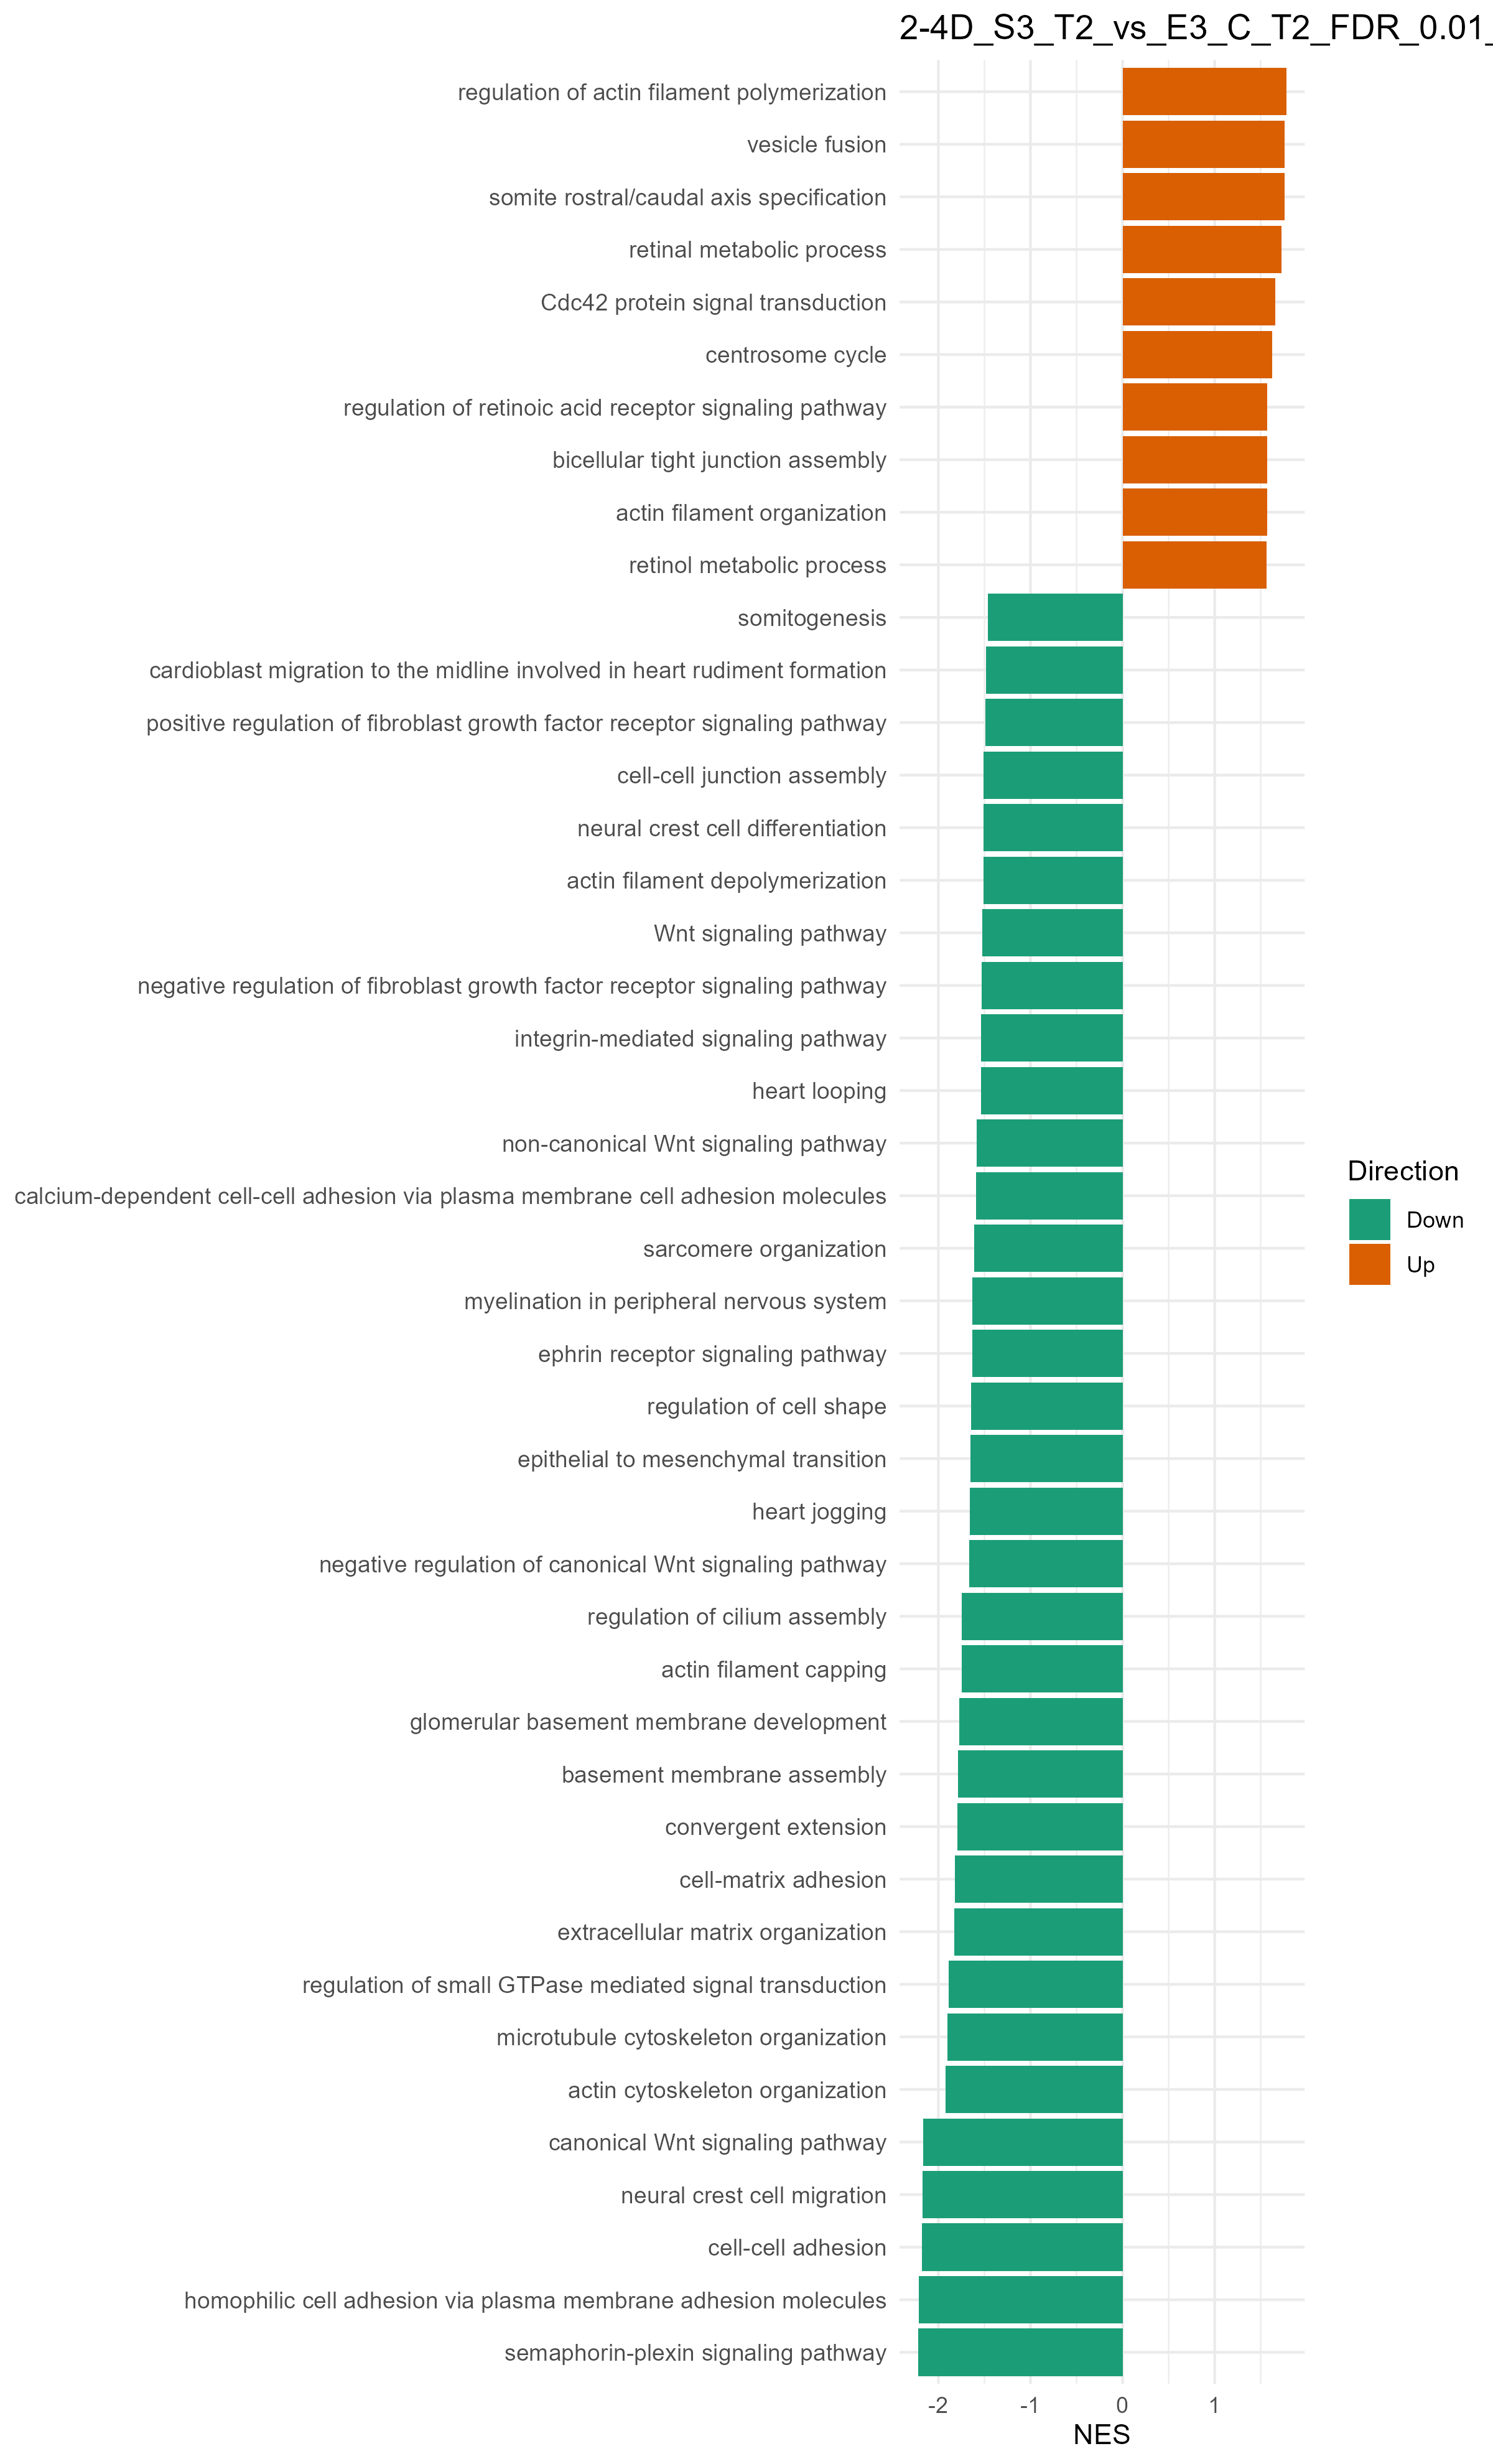 2-4D_S3_T2_vs_E3_C_T2_FDR_0.01_
regulation of actin filament polymerization
vesicle fusion
somite rostral/caudal axis specification
retinal metabolic process
Cdc42 protein signal transduction
centrosome cycle
regulation of retinoic acid receptor signaling pathway
bicellular tight junction assembly
actin filament organization
retinol metabolic process
somitogenesis
cardioblast migration to the midline involved in heart rudiment formation
positive regulation of fibroblast growth factor receptor signaling pathway
cell-cell junction assembly
neural crest cell differentiation
actin filament depolymerization
Wnt signaling pathway
negative regulation of fibroblast growth factor receptor signaling pathway
integrin-mediated signaling pathway
heart looping
non-canonical Wnt signaling pathway
calcium-dependent cell-cell adhesion via plasma membrane cell adhesion molecules
sarcomere organization
myelination in peripheral nervous system
ephrin receptor signaling pathway
regulation of cell shape
epithelial to mesenchymal transition
heart jogging
negative regulation of canonical Wnt signaling pathway
regulation of cilium assembly
actin filament capping
glomerular basement membrane development
basement membrane assembly
convergent extension
cell-matrix adhesion
extracellular matrix organization
regulation of small GTPase mediated signal transduction
microtubule cytoskeleton organization
actin cytoskeleton organization
canonical Wnt signaling pathway
neural crest cell migration
cell-cell adhesion
homophilic cell adhesion via plasma membrane adhesion molecules
semaphorin-plexin signaling pathway
-2 -1 0 1
NES
Direction
Down
Up